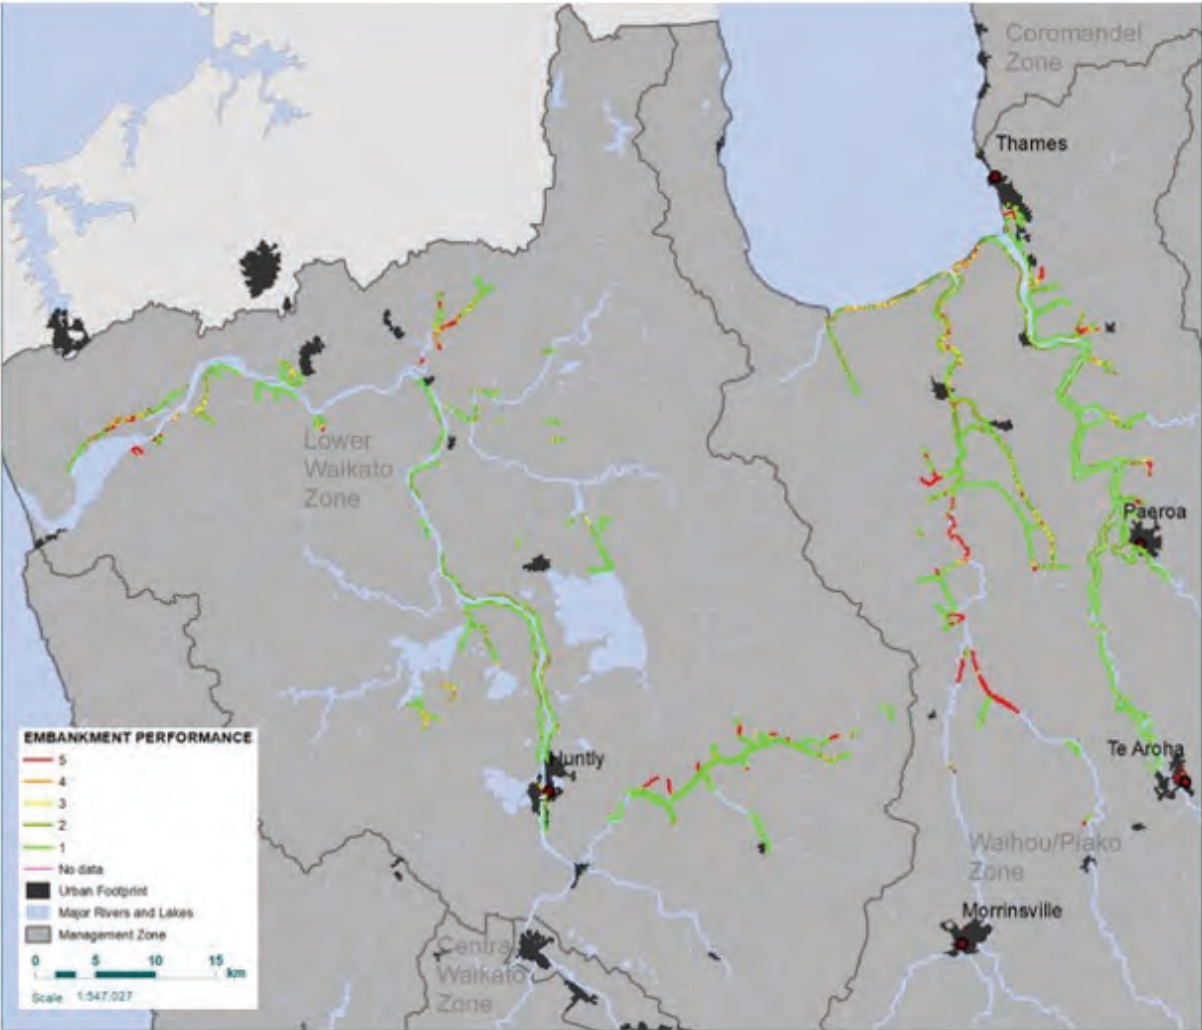 Coromandel
Zone
Thames
Lower
Waikato
Zone
Paeroa
EMBANKMENT PERFORMANCE
5
4
3
2
1
No data
Urban Footprint
Major Rivers and Lakes
Management Zone
0 5 10 15
km
Scale 1:547,027
Huntly
Te Aroha
Waihou/Piako
Zone
Morrinsville
Central
Waikato
Zone